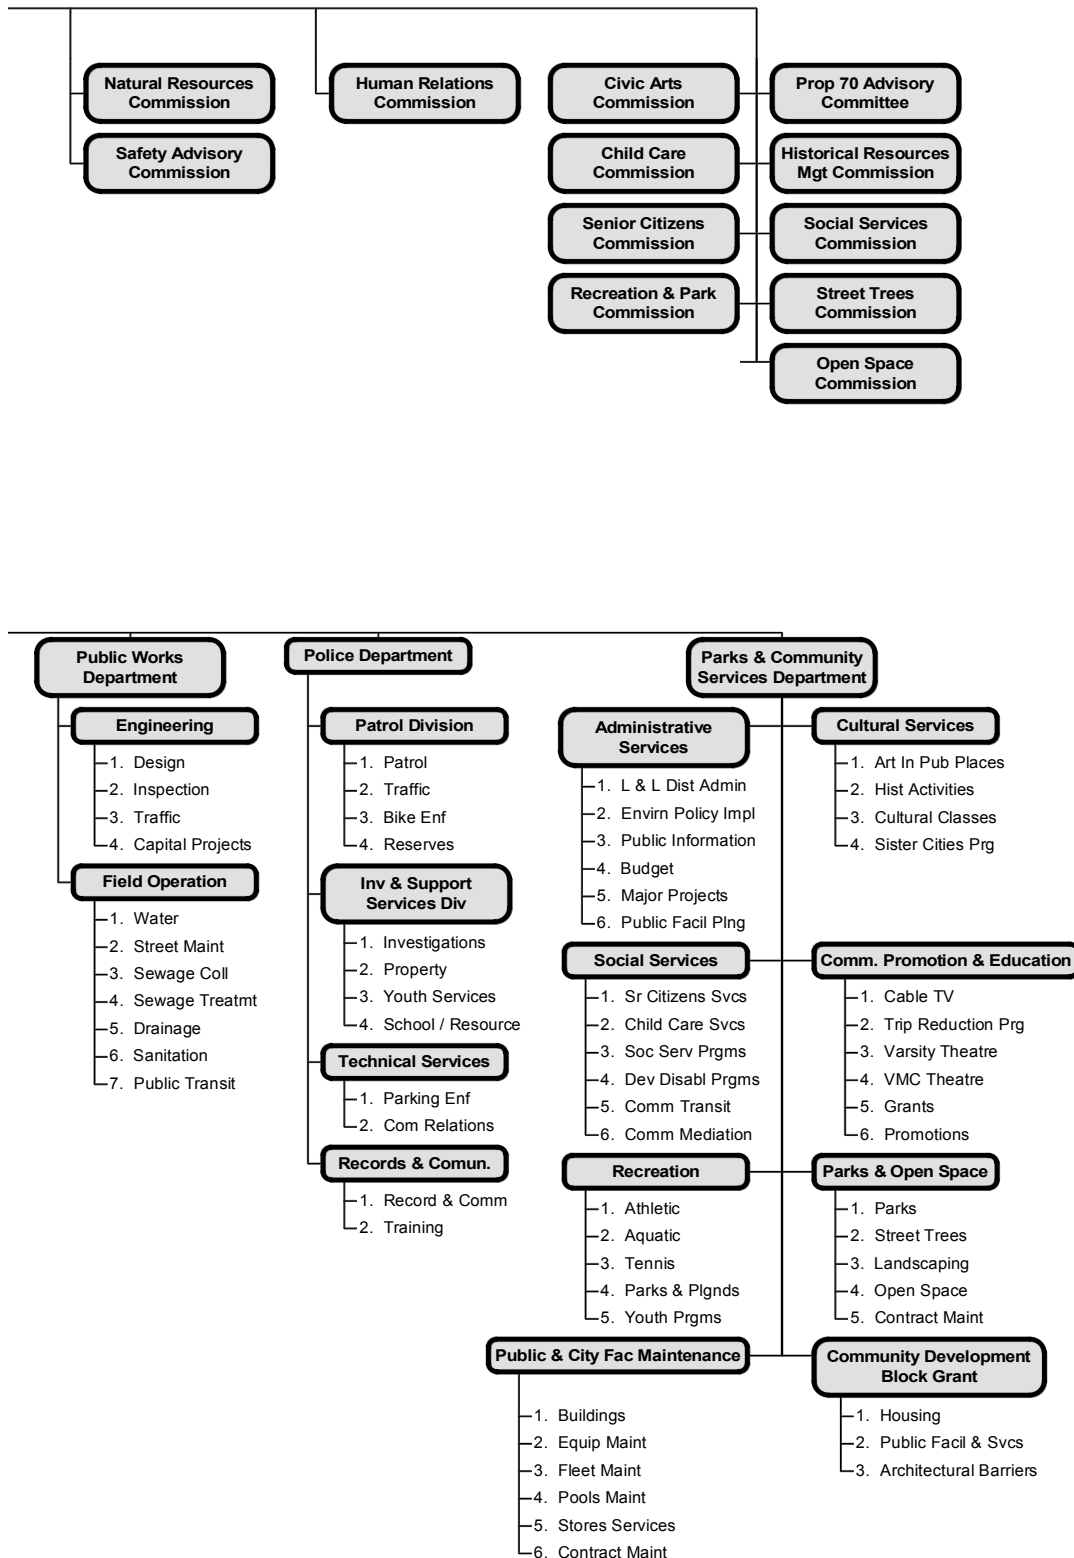 Natural Resources
Commission
Human Relations
Commission
Civic Arts
Commission
Prop 70 Advisory
Committee
Safety Advisory
Commission
Child Care
Commission
Historical Resources
Mgt Commission
Senior Citizens
Commission
Social Services
Commission
Recreation & Park
Commission
Street Trees
Commission
Open Space
Commission
Public Works
Department
Engineering
1. Design
2. Inspection
3. Traffic
4. Capital Projects
Field Operation
1. Water
2. Street Maint
3. Sewage Coll
4. Sewage Treatmt
5. Drainage
6. Sanitation
7. Public Transit
Police Department
Patrol Division
1. Patrol
2. Traffic
3. Bike Enf
4. Reserves
Inv & Support
Services Div
1. Investigations
2. Property
3. Youth Services
4. School / Resource
Technical Services
1. Parking Enf
2. Com Relations
Records & Comun.
1. Record & Comm
2. Training
Parks & Community
Services Department
Administrative
Services
1. L & L Dist Admin
2. Envirn Policy Impl
3. Public Information
4. Budget
5. Major Projects
6. Public Facil Plng
Cultural Services
1. Art In Pub Places
2. Hist Activities
3. Cultural Classes
4. Sister Cities Prg
Social Services
1. Sr Citizens Svcs
2. Child Care Svcs
3. Soc Serv Prgms
4. Dev Disabl Prgms
5. Comm Transit
6. Comm Mediation
Comm. Promotion & Education
1. Cable TV
2. Trip Reduction Prg
3. Varsity Theatre
4. VMC Theatre
5. Grants
6. Promotions
Recreation
1. Athletic
2. Aquatic
3. Tennis
4. Parks & Plgnds
5. Youth Prgms
Parks & Open Space
1. Parks
2. Street Trees
3. Landscaping
4. Open Space
5. Contract Maint
Public & City Fac Maintenance
1. Buildings
2. Equip Maint
3. Fleet Maint
4. Pools Maint
5. Stores Services
6. Contract Maint
Community Development
Block Grant
1. Housing
2. Public Facil & Svcs
3. Architectural Barriers